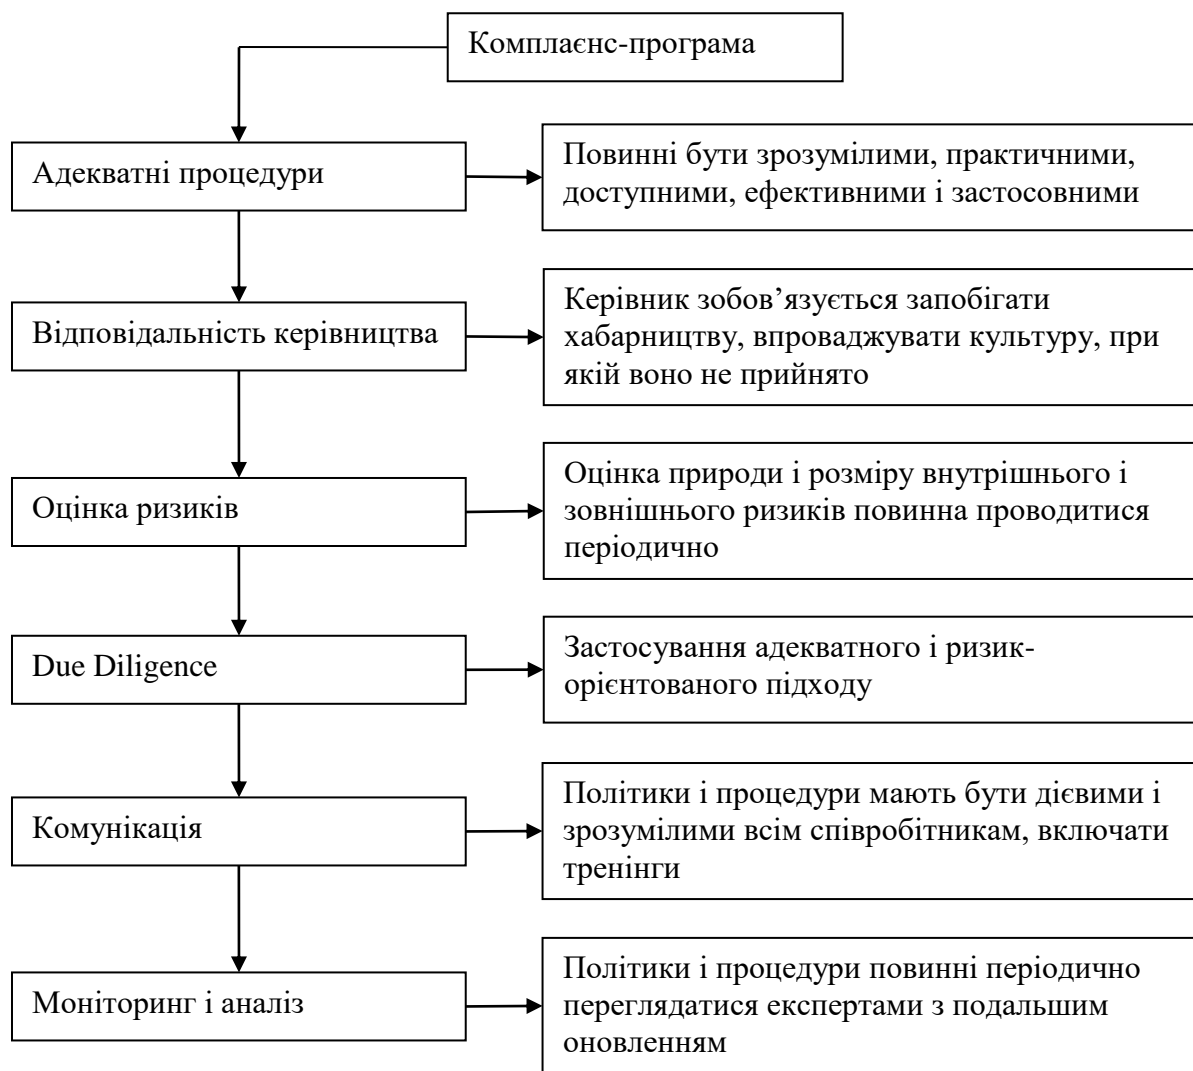 Комплаєнс-програма
Адекватні процедури
Повинні бути зрозумілими, практичними,
доступними, ефективними і застосовними
Відповідальність керівництва
Керівник зобов’язується запобігати
хабарництву, впроваджувати культуру, при
якій воно не прийнято
Оцінка ризиків
Оцінка природи і розміру внутрішнього і
зовнішнього ризиків повинна проводитися
періодично
Due Diligence
Застосування адекватного і ризик-
орієнтованого підходу
Комунікація
Політики і процедури мають бути дієвими і
зрозумілими всім співробітникам, включати
тренінги
Моніторинг і аналіз
Політики і процедури повинні періодично
переглядатися експертами з подальшим
оновленням